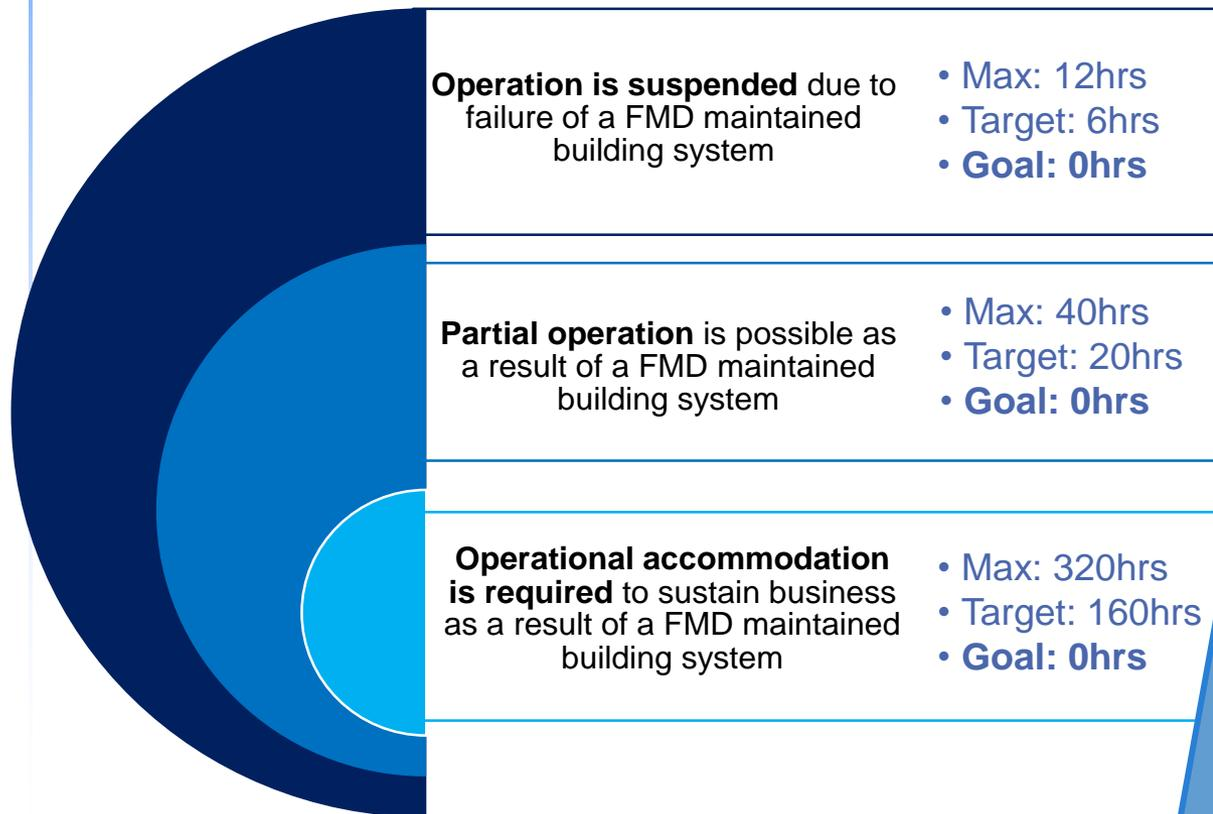 Operation is suspended due to
failure of a FMD maintained
building system
• Max: 12hrs
• Target: 6hrs
• Goal: 0hrs
Partial operation is possible as
a result of a FMD maintained
building system
• Max: 40hrs
• Target: 20hrs
• Goal: 0hrs
Operational accommodation
is required to sustain business
as a result of a FMD maintained
building system
• Max: 320hrs
• Target: 160hrs
• Goal: 0hrs